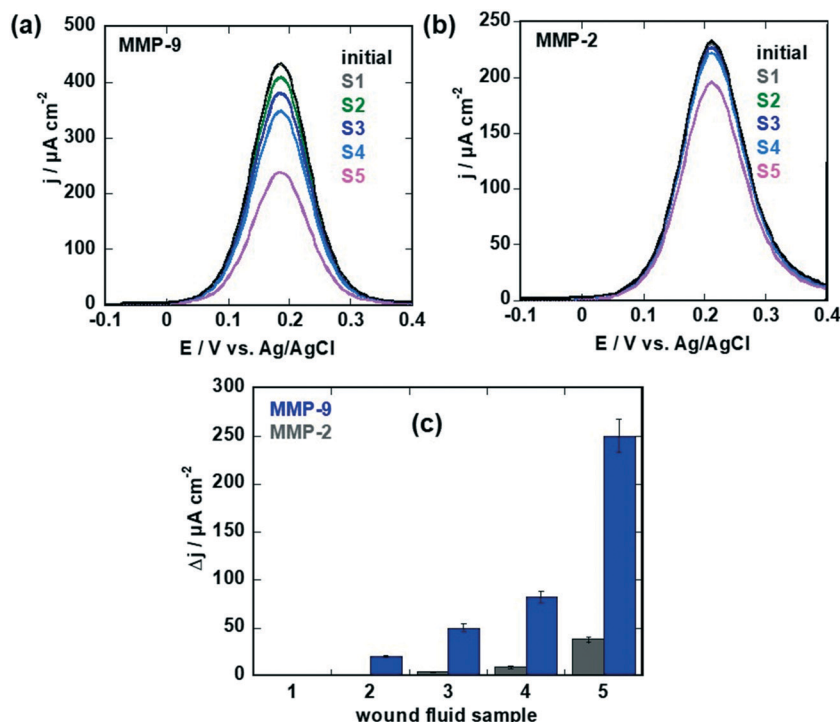 (a)
MMP-9
initial
S1
S2
S3
S4
S5
500
400
300
200
100
0
j / µA cm-2
-0.1 0 0.1 0.2 0.3 0.4
E / V vs. Ag/AgCl
(b)
MMP-2
initial
S1
S2
S3
S4
S5
250
200
150
100
50
0
j / µA cm-2
-0.1 0 0.1 0.2 0.3 0.4
E / V vs. Ag/AgCl
(c)
MMP-9
MMP-2
300
250
200
150
100
50
0
Δj / µA cm-2
1 2 3 4 5
wound fluid sample